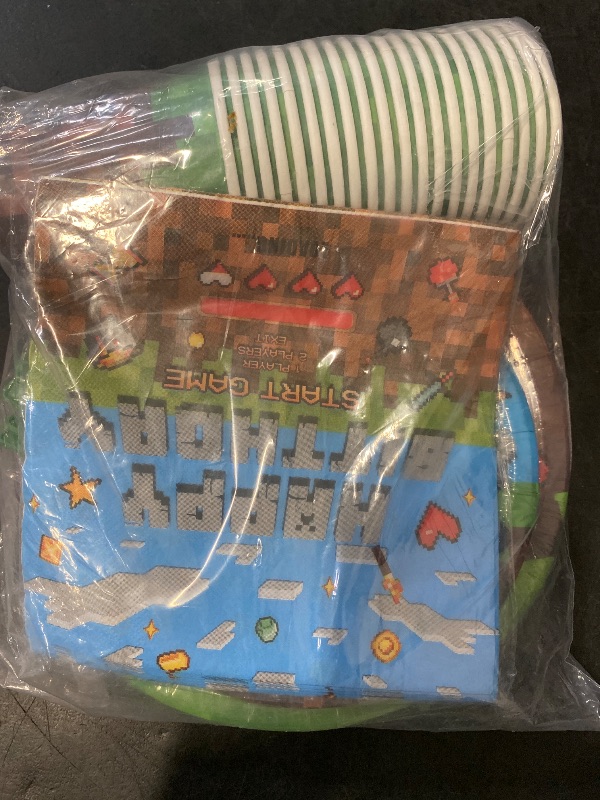 HAPPY
BIRTHDAY
START GAME
1 PLAYER
2 PLAYERS
EXIT